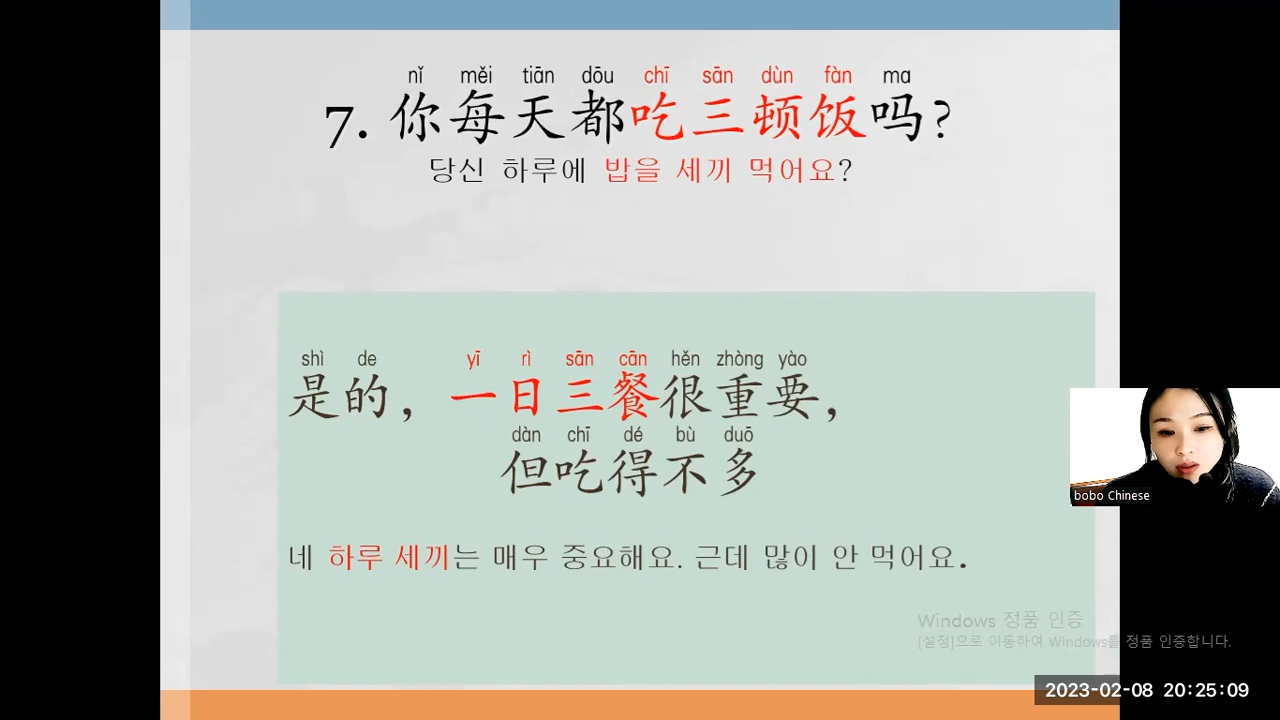 nǐ měi tiān dōu chī sān dùn fàn ma
7. 你每天都吃三顿饭吗?
당신 하루에 밥을 세끼 먹어요?
shì de yī rì sān cān hěn zhòng yào
是的，一日三餐很重要，
dàn chī dé bù duō
但吃得不多
네 하루 세끼는 매우 중요해요. 근데 많이 안 먹어요.
bobo Chinese
Windows 정품 인증
[설정]으로 이동하여 Windows를 정품 인증합니다.
2023-02-08 20:25:09